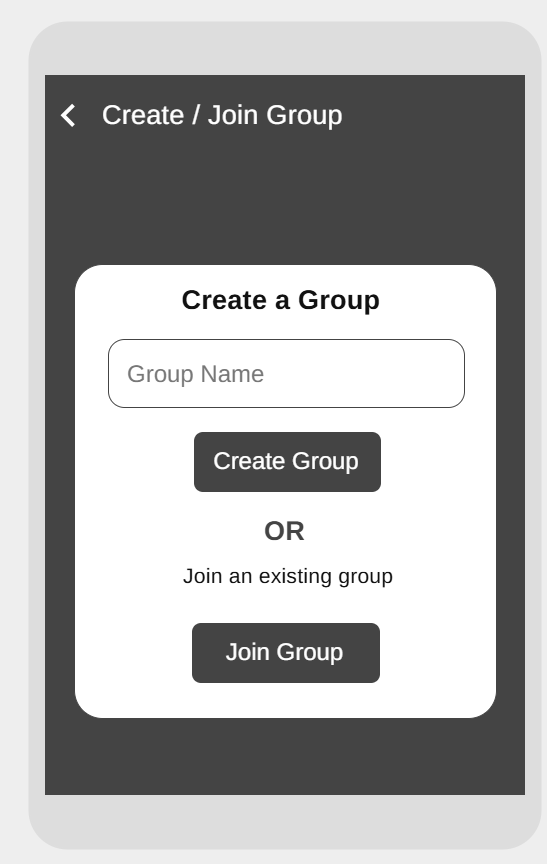 Create / Join Group
Create a Group
Group Name
Create Group
OR
Join an existing group
Join Group